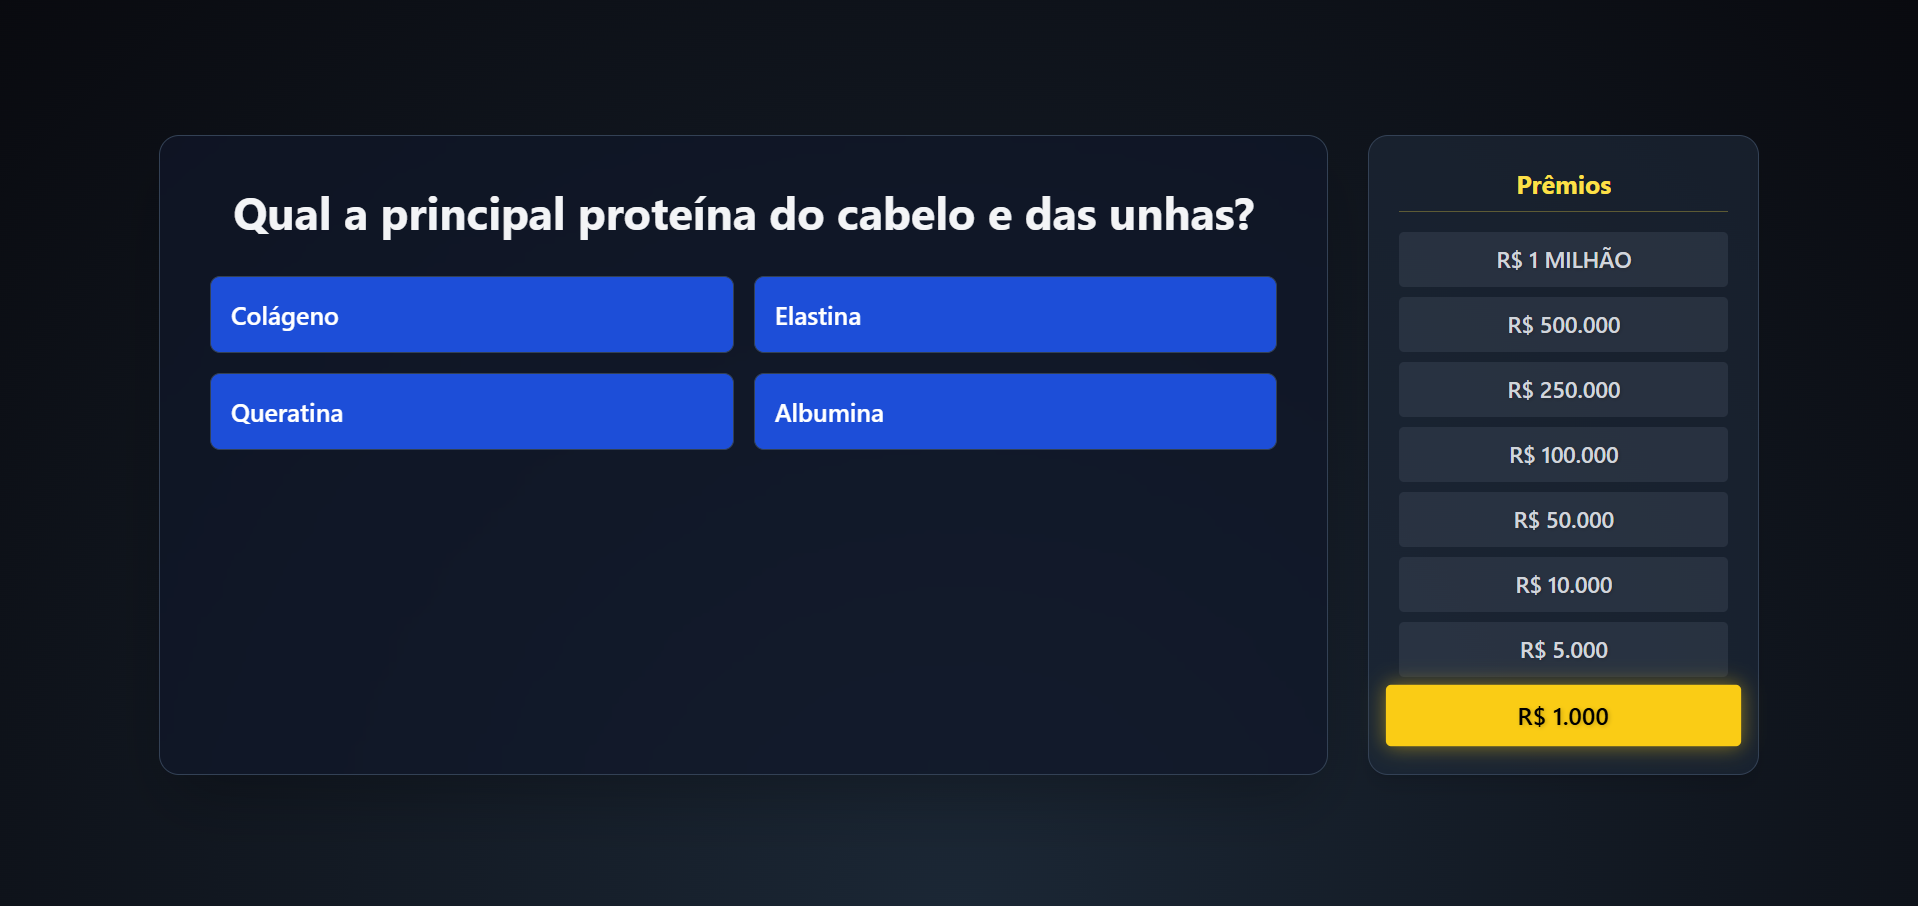 Qual a principal proteína do cabelo e das unhas?
Colágeno
Elastina
Queratina
Albumina
Prêmios
R$ 1 MILHÃO
R$ 500.000
R$ 250.000
R$ 100.000
R$ 50.000
R$ 10.000
R$ 5.000
R$ 1.000